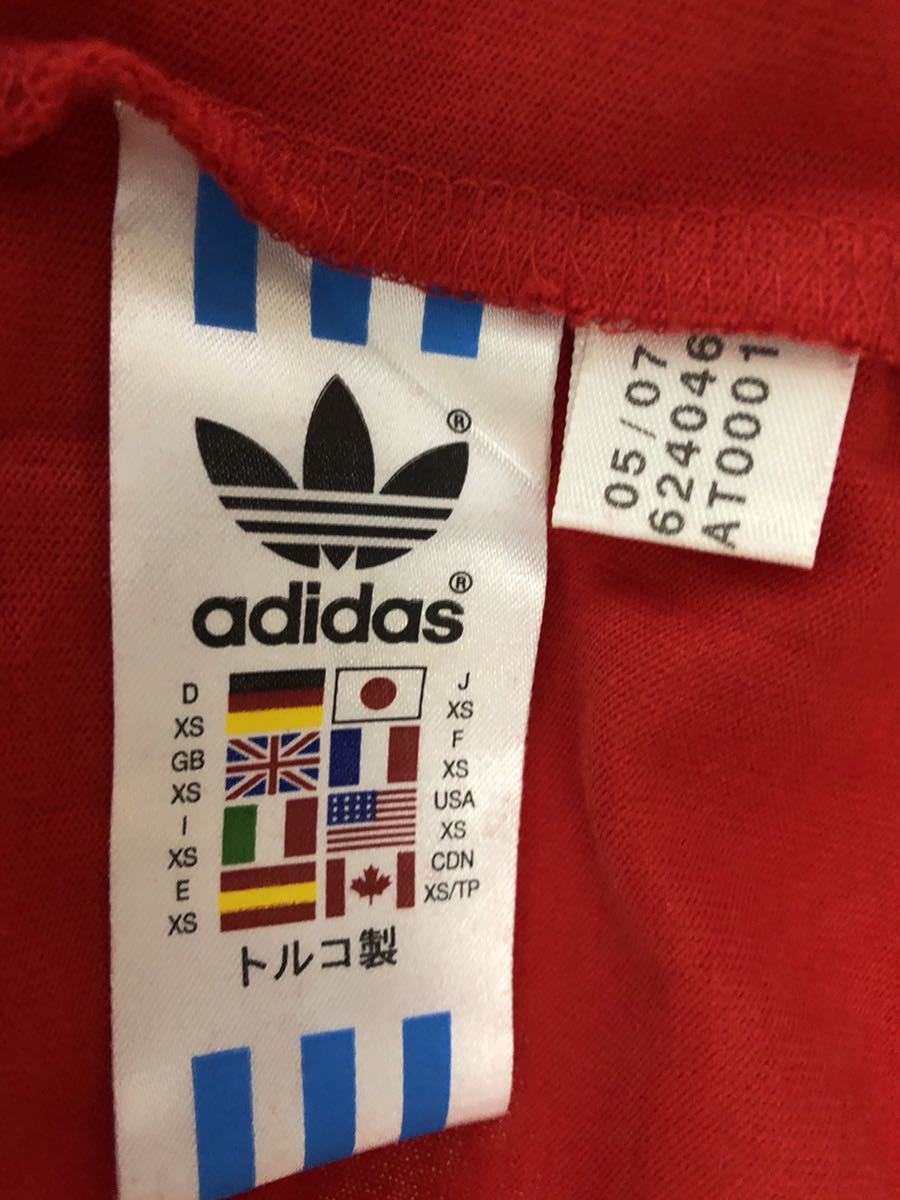 ®
adidas®
D
XS
GB
XS
I
XS
E
XS
J
XS
F
XS
USA
XS
CDN
XS/TP
トルコ製
05/07
624046
AT0001